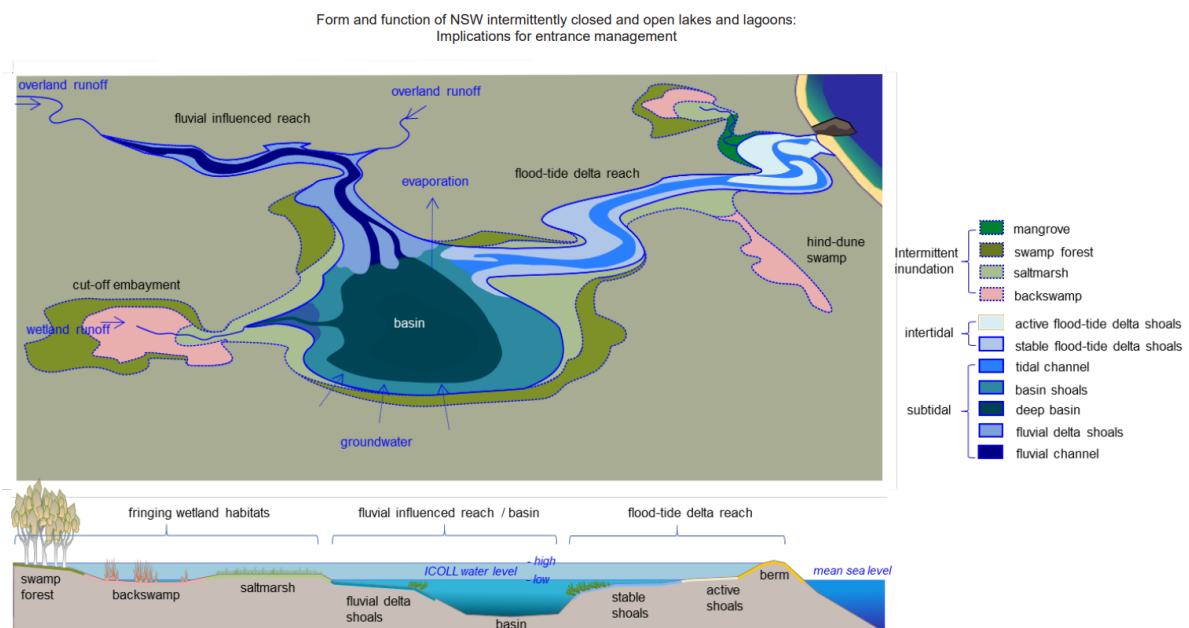 Form and function of NSW intermittently closed and open lakes and lagoons:
Implications for entrance management
overland runoff
overland runoff
fluvial influenced reach
flood-tide delta reach
evaporation
hind-dune
swamp
cut-off embayment
wetland runoff
basin
groundwater
Intermittent
inundation
mangrove
swamp forest
saltmarsh
backswamp
intertidal
active flood-tide delta shoals
stable flood-tide delta shoals
subtidal
tidal channel
basin shoals
deep basin
fluvial delta shoals
fluvial channel
fringing wetland habitats
fluvial influenced reach / basin
flood-tide delta reach
- high
ICOLL water level
- low
mean sea level
swamp
forest
backswamp
saltmarsh
fluvial delta
shoals
basin
stable
shoals
active
shoals
berm